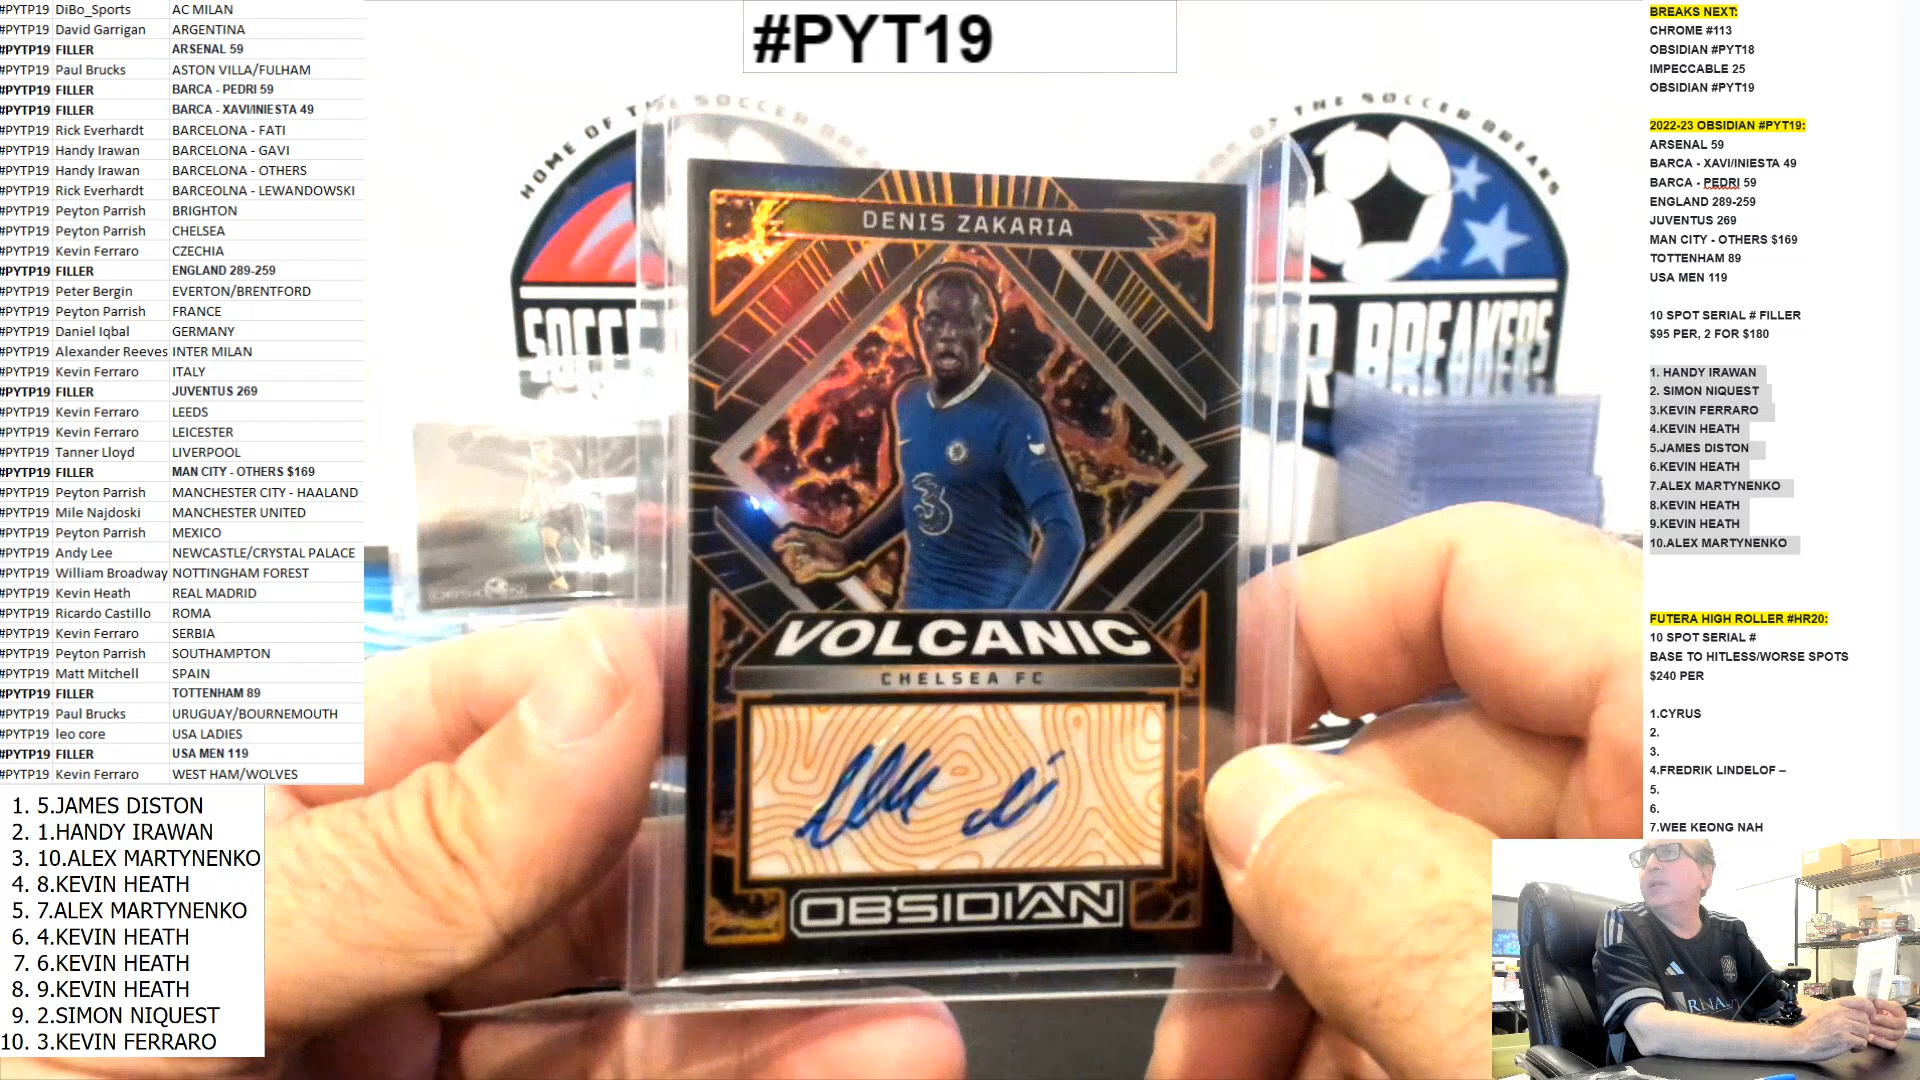 #PYTP19 DiBo_Sports AC MILAN
#PYTP19 David Garrigan ARGENTINA
#PYTP19 FILLER ARSENAL 59
#PYTP19 Paul Brucks ASTON VILLA/FULHAM
#PYTP19 FILLER BARCA - PEDRI 59
#PYTP19 FILLER BARCA - XAVI/INIESTA 49
#PYTP19 Rick Everhardt BARCELONA - FATI
#PYTP19 Handy Irawan BARCELONA - GAVI
#PYTP19 Handy Irawan BARCELONA - OTHERS
#PYTP19 Rick Everhardt BARCEOLNA - LEWANDOWSKI
#PYTP19 Peyton Parrish BRIGHTON
#PYTP19 Peyton Parrish CHELSEA
#PYTP19 Kevin Ferraro CZECHIA
#PYTP19 FILLER ENGLAND 289-259
#PYTP19 Peter Bergin EVERTON/BRENTFORD
#PYTP19 Peyton Parrish FRANCE
#PYTP19 Daniel Iqbal GERMANY
#PYTP19 Alexander Reeves INTER MILAN
#PYTP19 Kevin Ferraro ITALY
#PYTP19 FILLER JUVENTUS 269
#PYTP19 Kevin Ferraro LEEDS
#PYTP19 Kevin Ferraro LEICESTER
#PYTP19 Tanner Lloyd LIVERPOOL
#PYTP19 FILLER MAN CITY - OTHERS $169
#PYTP19 Peyton Parrish MANCHESTER CITY - HAALAND
#PYTP19 Mile Najdoski MANCHESTER UNITED
#PYTP19 Peyton Parrish MEXICO
#PYTP19 Andy Lee NEWCASTLE/CRYSTAL PALACE
#PYTP19 William Broadway NOTTINGHAM FOREST
#PYTP19 Kevin Heath REAL MADRID
#PYTP19 Ricardo Castillo ROMA
#PYTP19 Kevin Ferraro SERBIA
#PYTP19 Peyton Parrish SOUTHAMPTON
#PYTP19 Matt Mitchell SPAIN
#PYTP19 FILLER TOTTENHAM 89
#PYTP19 Paul Brucks URUGUAY/BOURNEMOUTH
#PYTP19 leo core USA LADIES
#PYTP19 FILLER USA MEN 119
#PYTP19 Kevin Ferraro WEST HAM/WOLVES
1. 5.JAMES DISTON
2. 1.HANDY IRAWAN
3. 10.ALEX MARTYNENKO
4. 8.KEVIN HEATH
5. 7.ALEX MARTYNENKO
6. 4.KEVIN HEATH
7. 6.KEVIN HEATH
8. 9.KEVIN HEATH
9. 2.SIMON NIQUEST
10. 3.KEVIN FERRARO
#PYT19
HOME OF THE SOCCER BREAKS
THE SOCCER BREAKS
DENIS ZAKARIA
3
VOLCANIC
CHELSEA FC
OBSIDIAN
BREAKS NEXT:
CHROME #113
OBSIDIAN #PYT18
IMPECCABLE 25
OBSIDIAN #PYT19
2022-23 OBSIDIAN #PYT19:
ARSENAL 59
BARCA - XAVI/INIESTA 49
BARCA - PEDRI 59
ENGLAND 289-259
JUVENTUS 269
MAN CITY - OTHERS $169
TOTTENHAM 89
USA MEN 119
10 SPOT SERIAL # FILLER
$95 PER, 2 FOR $180
1. HANDY IRAWAN
2. SIMON NIQUEST
3.KEVIN FERRARO
4.KEVIN HEATH
5.JAMES DISTON
6.KEVIN HEATH
7.ALEX MARTYNENKO
8.KEVIN HEATH
9.KEVIN HEATH
10.ALEX MARTYNENKO
FUTERA HIGH ROLLER #HR20:
10 SPOT SERIAL #
BASE TO HITLESS/WORSE SPOTS
$240 PER
1.CYRUS
2.
3.
4.FREDRIK LINDELOF –
5.
6.
7.WEE KEONG NAH